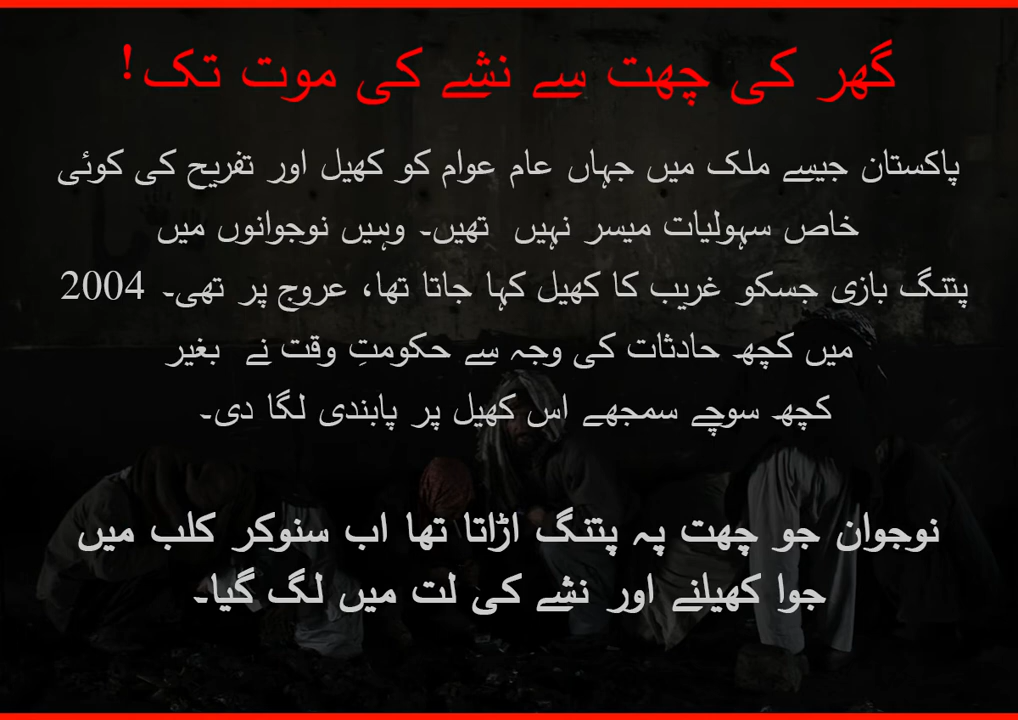 گھر کی چھت سے نشے کی موت تک!
پاکستان جیسے ملک میں جہاں عام عوام کو کھیل اور تفریح کی کوئی
خاص سہولیات میسر نہیں تھیں۔ وہیں نوجوانوں میں
پتنگ بازی جسکو غریب کا کھیل کہا جاتا تھا، عروج پر تھی۔ 2004
میں کچھ حادثات کی وجہ سے حکومتِ وقت نے بغیر
کچھ سوچے سمجھے اس کھیل پر پابندی لگا دی۔
نوجوان جو چھت پہ پتنگ اڑاتا تھا اب سنوکر کلب میں
جوا کھیلنے اور نشے کی لت میں لگ گیا۔